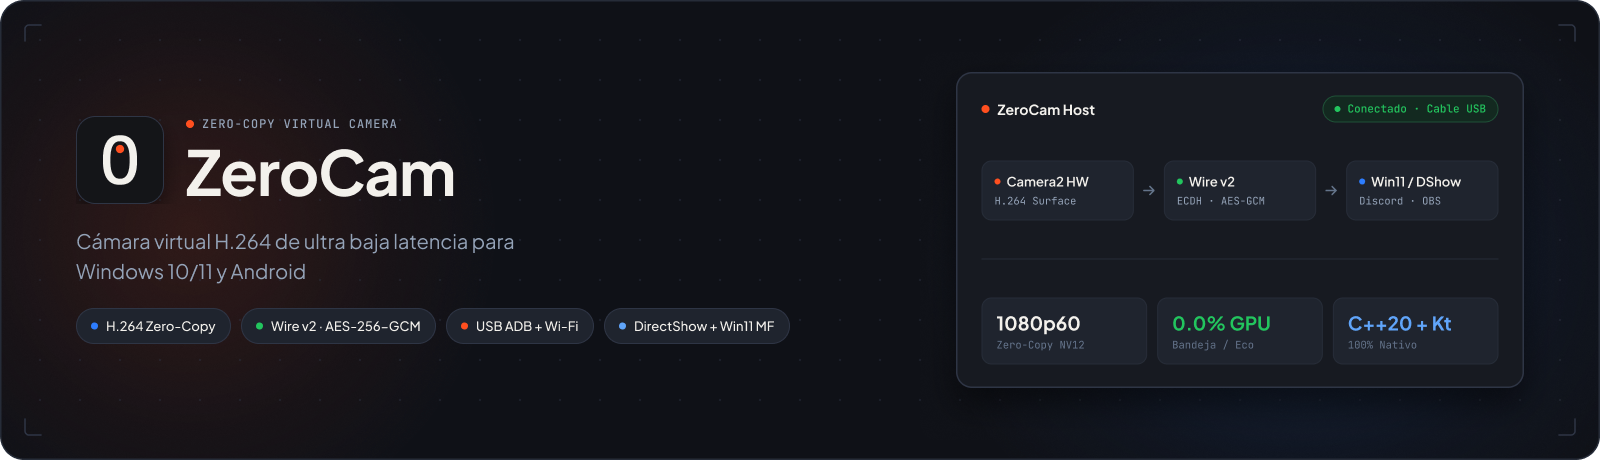 0
ZERO-COPY VIRTUAL CAMERA
ZeroCam
Cámara virtual H.264 de ultra baja latencia para
Windows 10/11 y Android
H.264 Zero-Copy
Wire v2 · AES-256-GCM
USB ADB + Wi-Fi
DirectShow + Win11 MF
ZeroCam Host
Conectado · Cable USB
Camera2 HW
H.264 Surface
→
Wire v2
ECDH · AES-GCM
→
Win11 / DShow
Discord · OBS
1080p60
Zero-Copy NV12
0.0% GPU
Bandeja / Eco
C++20 + Kt
100% Nativo